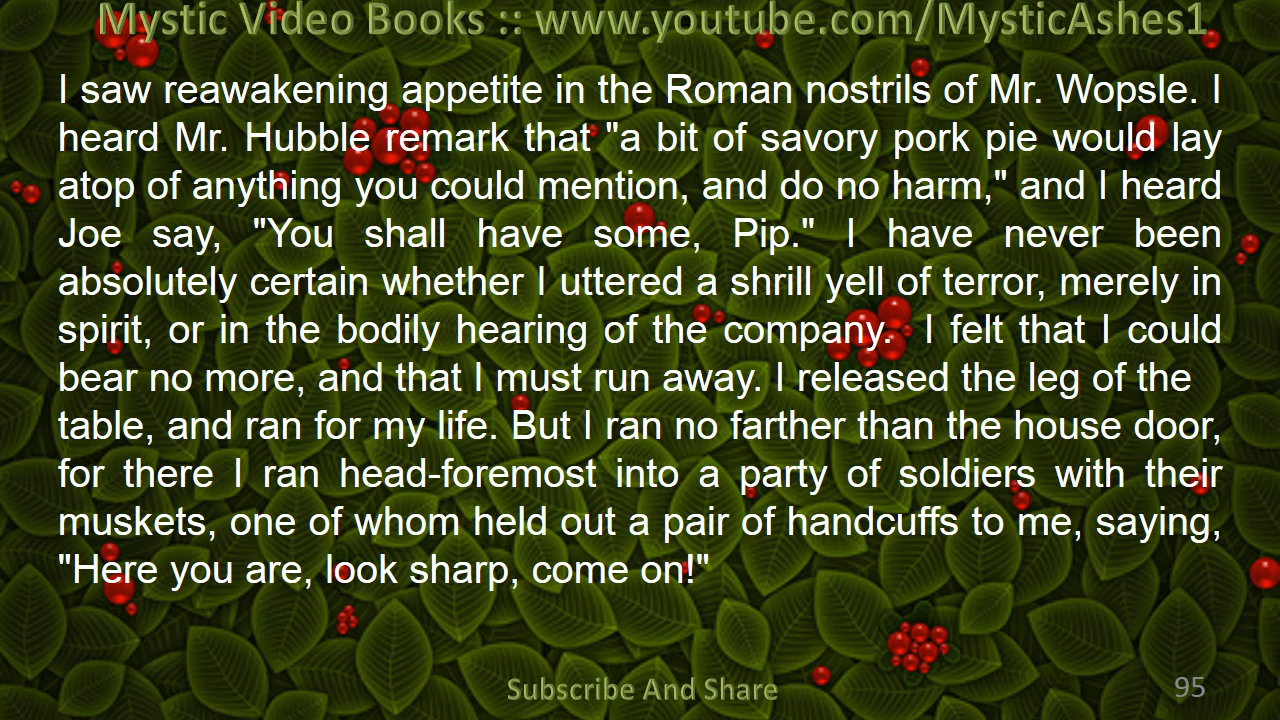 Mystic Video Books :: www.youtube.com/MysticAshes1
I saw reawakening appetite in the Roman nostrils of Mr. Wopsle. I
heard Mr. Hubble remark that "a bit of savory pork pie would lay
atop of anything you could mention, and do no harm," and I heard
Joe say, "You shall have some, Pip." I have never been
absolutely certain whether I uttered a shrill yell of terror, merely in
spirit, or in the bodily hearing of the company. I felt that I could
bear no more, and that I must run away. I released the leg of the
table, and ran for my life. But I ran no farther than the house door,
for there I ran head-foremost into a party of soldiers with their
muskets, one of whom held out a pair of handcuffs to me, saying,
"Here you are, look sharp, come on!"
Subscribe And Share
95